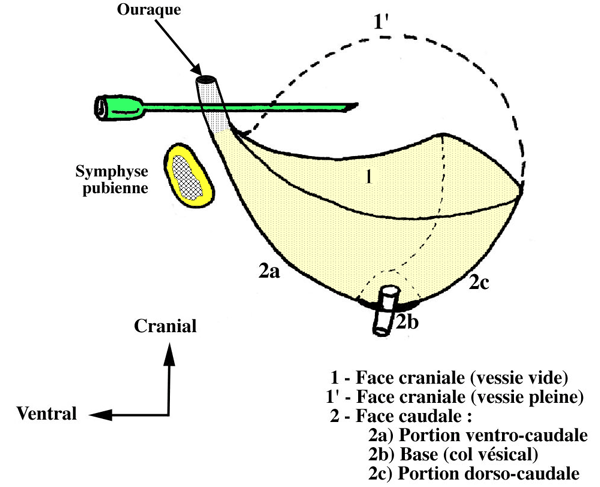 Ouraque
1'
Symphyse
pubienne
1
2a
2c
2b
Cranial
Ventral
1 - Face craniale (vessie vide)
1' - Face craniale (vessie pleine)
2 - Face caudale :
2a) Portion ventro-caudale
2b) Base (col vésical)
2c) Portion dorso-caudale